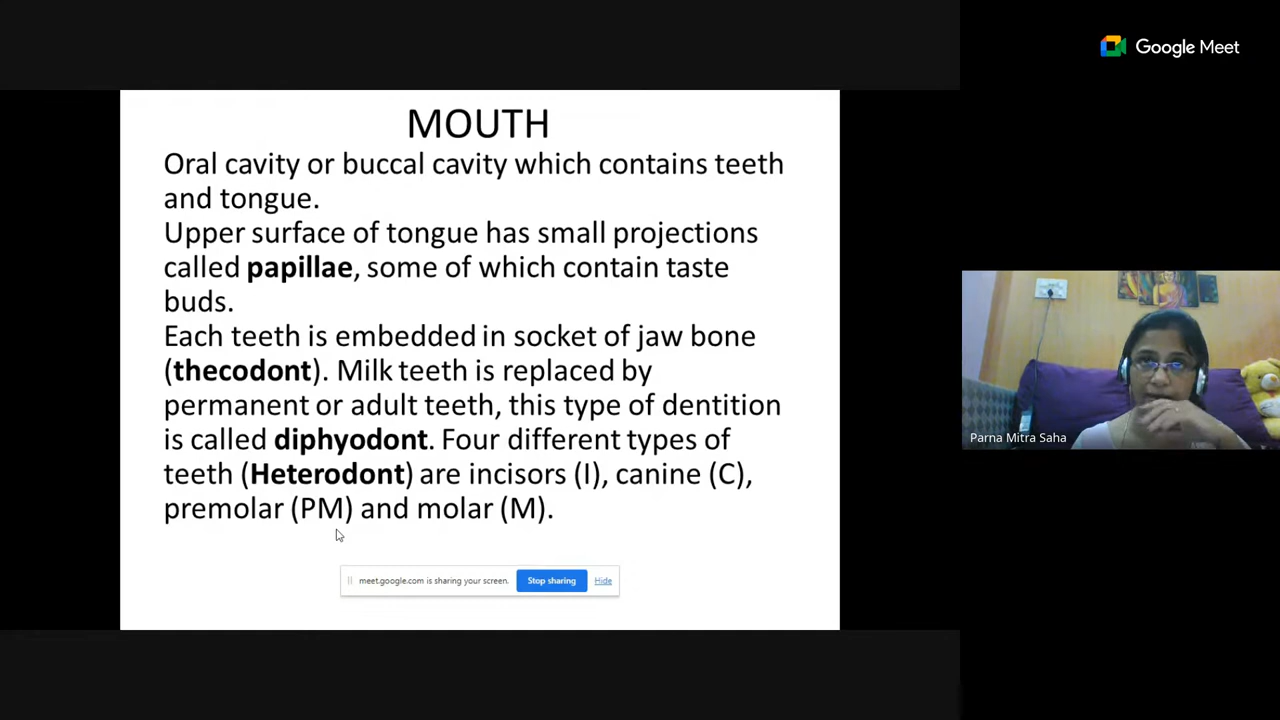 Google Meet
MOUTH
Oral cavity or buccal cavity which contains teeth
and tongue.
Upper surface of tongue has small projections
called papillae, some of which contain taste
buds.
Each teeth is embedded in socket of jaw bone
(thecodont). Milk teeth is replaced by
permanent or adult teeth, this type of dentition
is called diphyodont. Four different types of
teeth (Heterodont) are incisors (I), canine (C),
premolar (PM) and molar (M).
meet.google.com is sharing your screen. Stop sharing Hide
Parna Mitra Saha